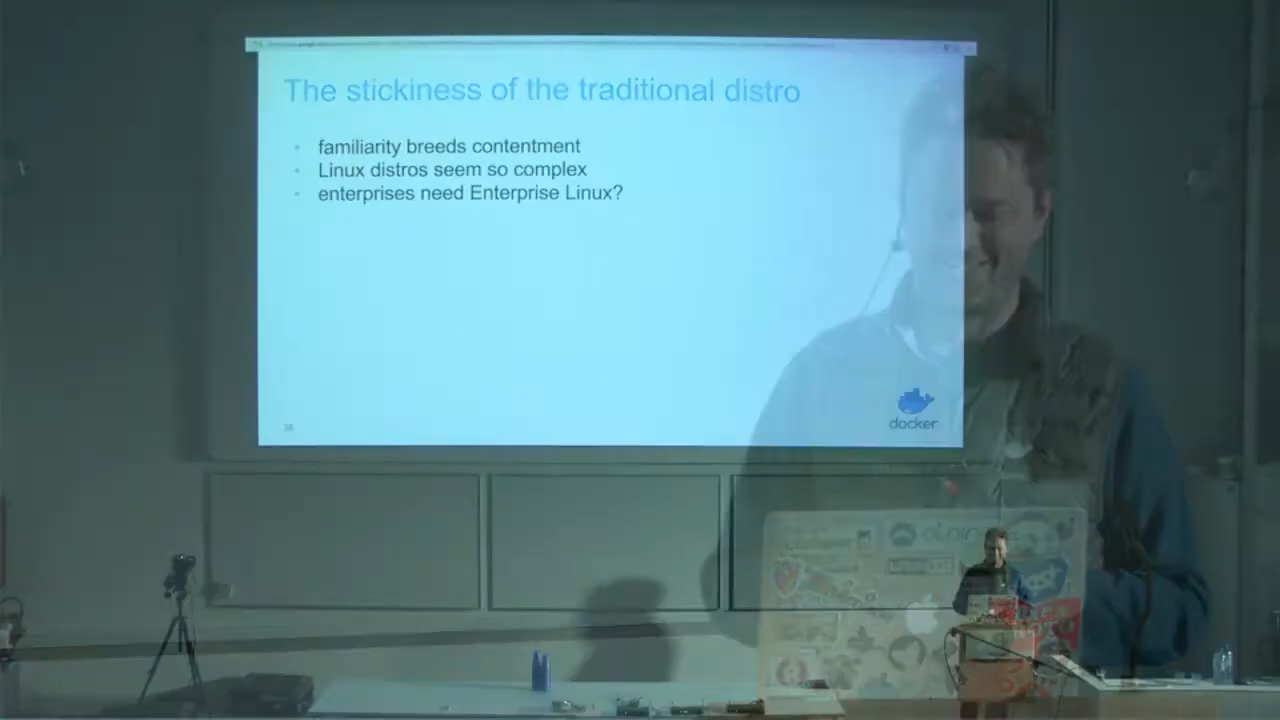 The stickiness of the traditional distro
familiarity breeds contentment
Linux distros seem so complex
enterprises need Enterprise Linux?
docker